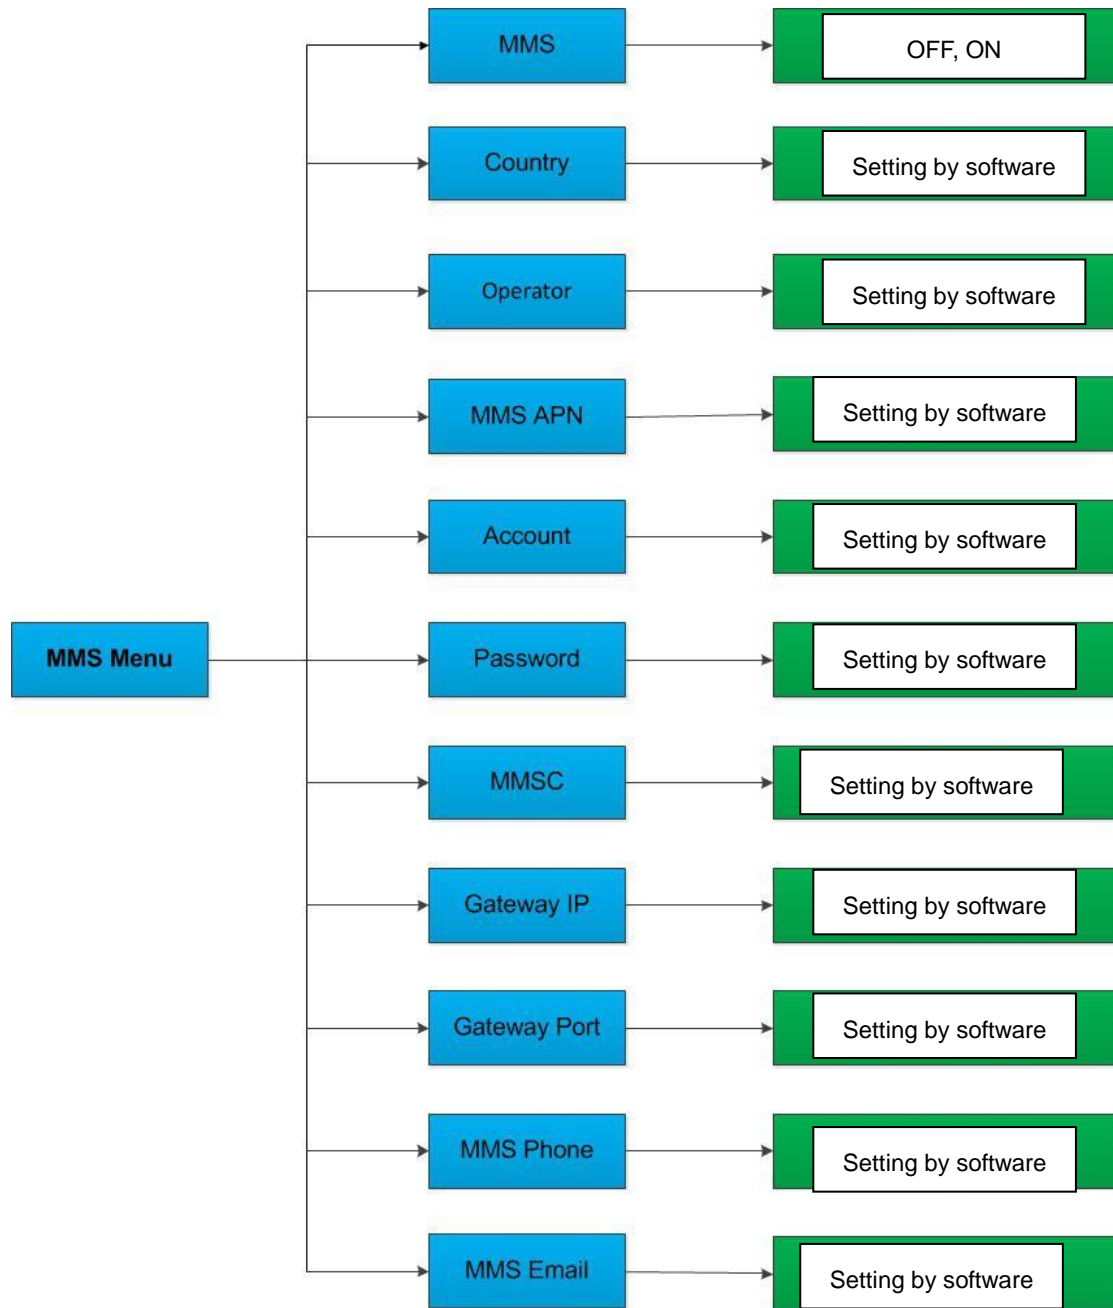 MMS
OFF, ON
Country
Setting by software
Operator
Setting by software
MMS APN
Setting by software
Account
Setting by software
MMS Menu
Password
Setting by software
MMSC
Setting by software
Gateway IP
Setting by software
Gateway Port
Setting by software
MMS Phone
Setting by software
MMS Email
Setting by software